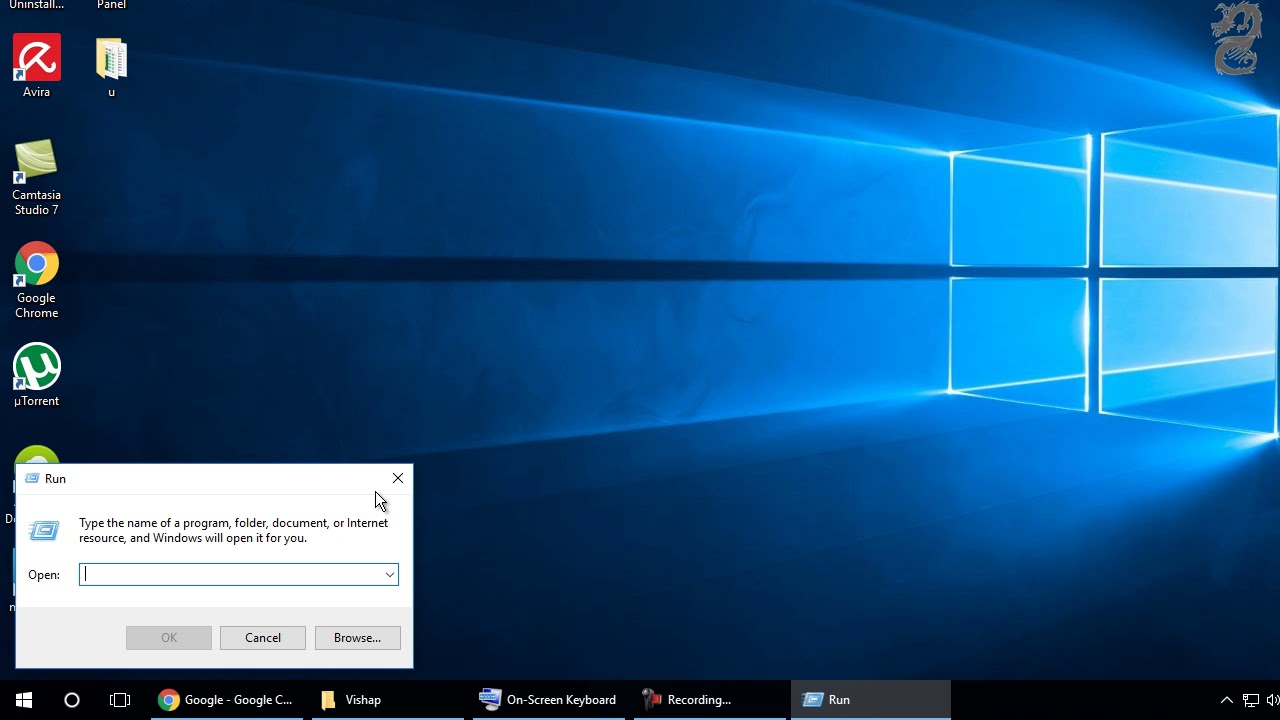 Uninstall...
Panel
Avira
u
Camtasia
Studio 7
Google
Chrome
µTorrent
Run
Type the name of a program, folder, document, or Internet
resource, and Windows will open it for you.
Open:
OK
Cancel
Browse...
Google - Google C...
Vishap
On-Screen Keyboard
Recording...
Run